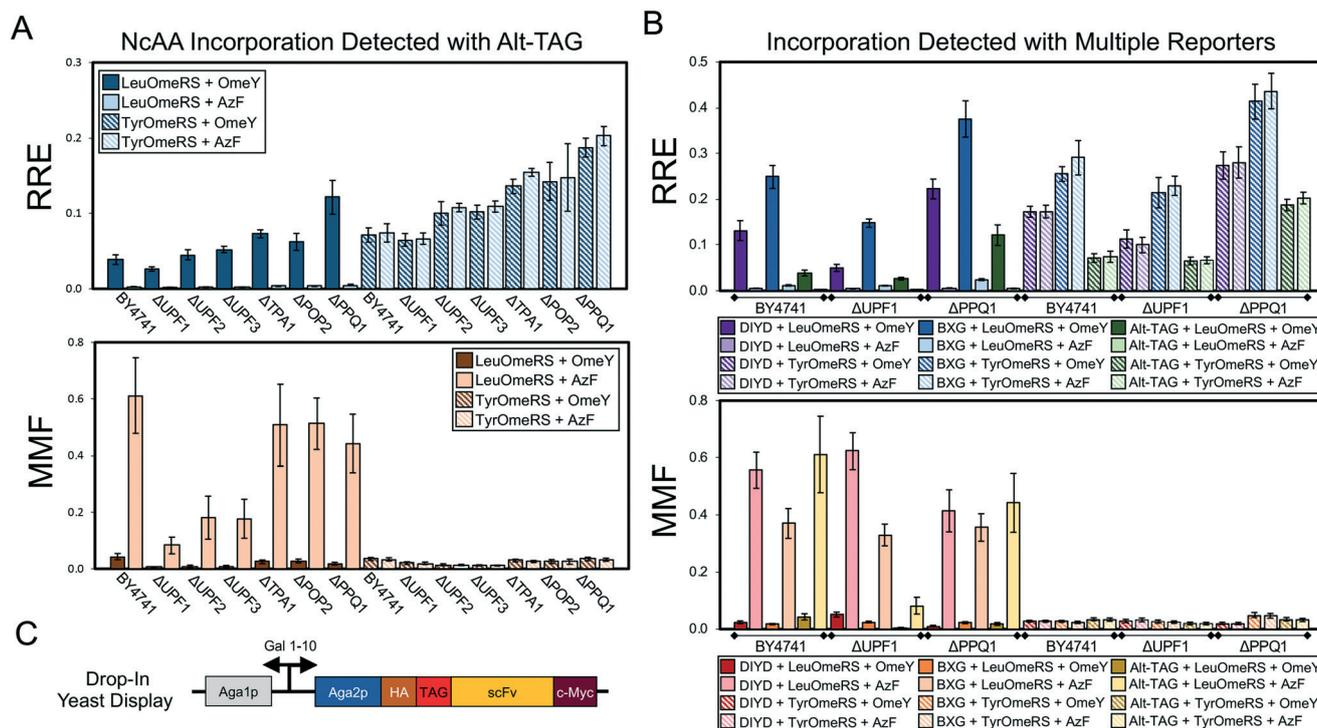 A
NcAA Incorporation Detected with Alt-TAG
RRE
0.3
0.2
0.1
0.0
LeuOmeRS + OmeY
LeuOmeRS + AzF
TyrOmeRS + OmeY
TyrOmeRS + AzF
BY4741
ΔUPF1
ΔUPF2
ΔUPF3
ΔTPA1
ΔPOP2
ΔPPQ1
BY4741
ΔUPF1
ΔUPF2
ΔUPF3
ΔTPA1
ΔPOP2
ΔPPQ1
MMF
0.8
0.6
0.4
0.2
0.0
LeuOmeRS + OmeY
LeuOmeRS + AzF
TyrOmeRS + OmeY
TyrOmeRS + AzF
BY4741
ΔUPF1
ΔUPF2
ΔUPF3
ΔTPA1
ΔPOP2
ΔPPQ1
BY4741
ΔUPF1
ΔUPF2
ΔUPF3
ΔTPA1
ΔPOP2
ΔPPQ1
B
Incorporation Detected with Multiple Reporters
RRE
0.5
0.4
0.3
0.2
0.1
0.0
BY4741 ΔUPF1 ΔPPQ1 BY4741 ΔUPF1 ΔPPQ1
DIYD + LeuOmeRS + OmeY BXG + LeuOmeRS + OmeY Alt-TAG + LeuOmeRS + OmeY
DIYD + LeuOmeRS + AzF BXG + LeuOmeRS + AzF Alt-TAG + LeuOmeRS + AzF
DIYD + TyrOmeRS + OmeY BXG + TyrOmeRS + OmeY Alt-TAG + TyrOmeRS + OmeY
DIYD + TyrOmeRS + AzF BXG + TyrOmeRS + AzF Alt-TAG + TyrOmeRS + AzF
MMF
0.8
0.6
0.4
0.2
0.0
BY4741 ΔUPF1 ΔPPQ1 BY4741 ΔUPF1 ΔPPQ1
DIYD + LeuOmeRS + OmeY BXG + LeuOmeRS + OmeY Alt-TAG + LeuOmeRS + OmeY
DIYD + LeuOmeRS + AzF BXG + LeuOmeRS + AzF Alt-TAG + LeuOmeRS + AzF
DIYD + TyrOmeRS + OmeY BXG + TyrOmeRS + OmeY Alt-TAG + TyrOmeRS + OmeY
DIYD + TyrOmeRS + AzF BXG + TyrOmeRS + AzF Alt-TAG + TyrOmeRS + AzF
C
Drop-In
Yeast Display
Gal 1-10
Aga1p Aga2p HA TAG scFv c-Myc